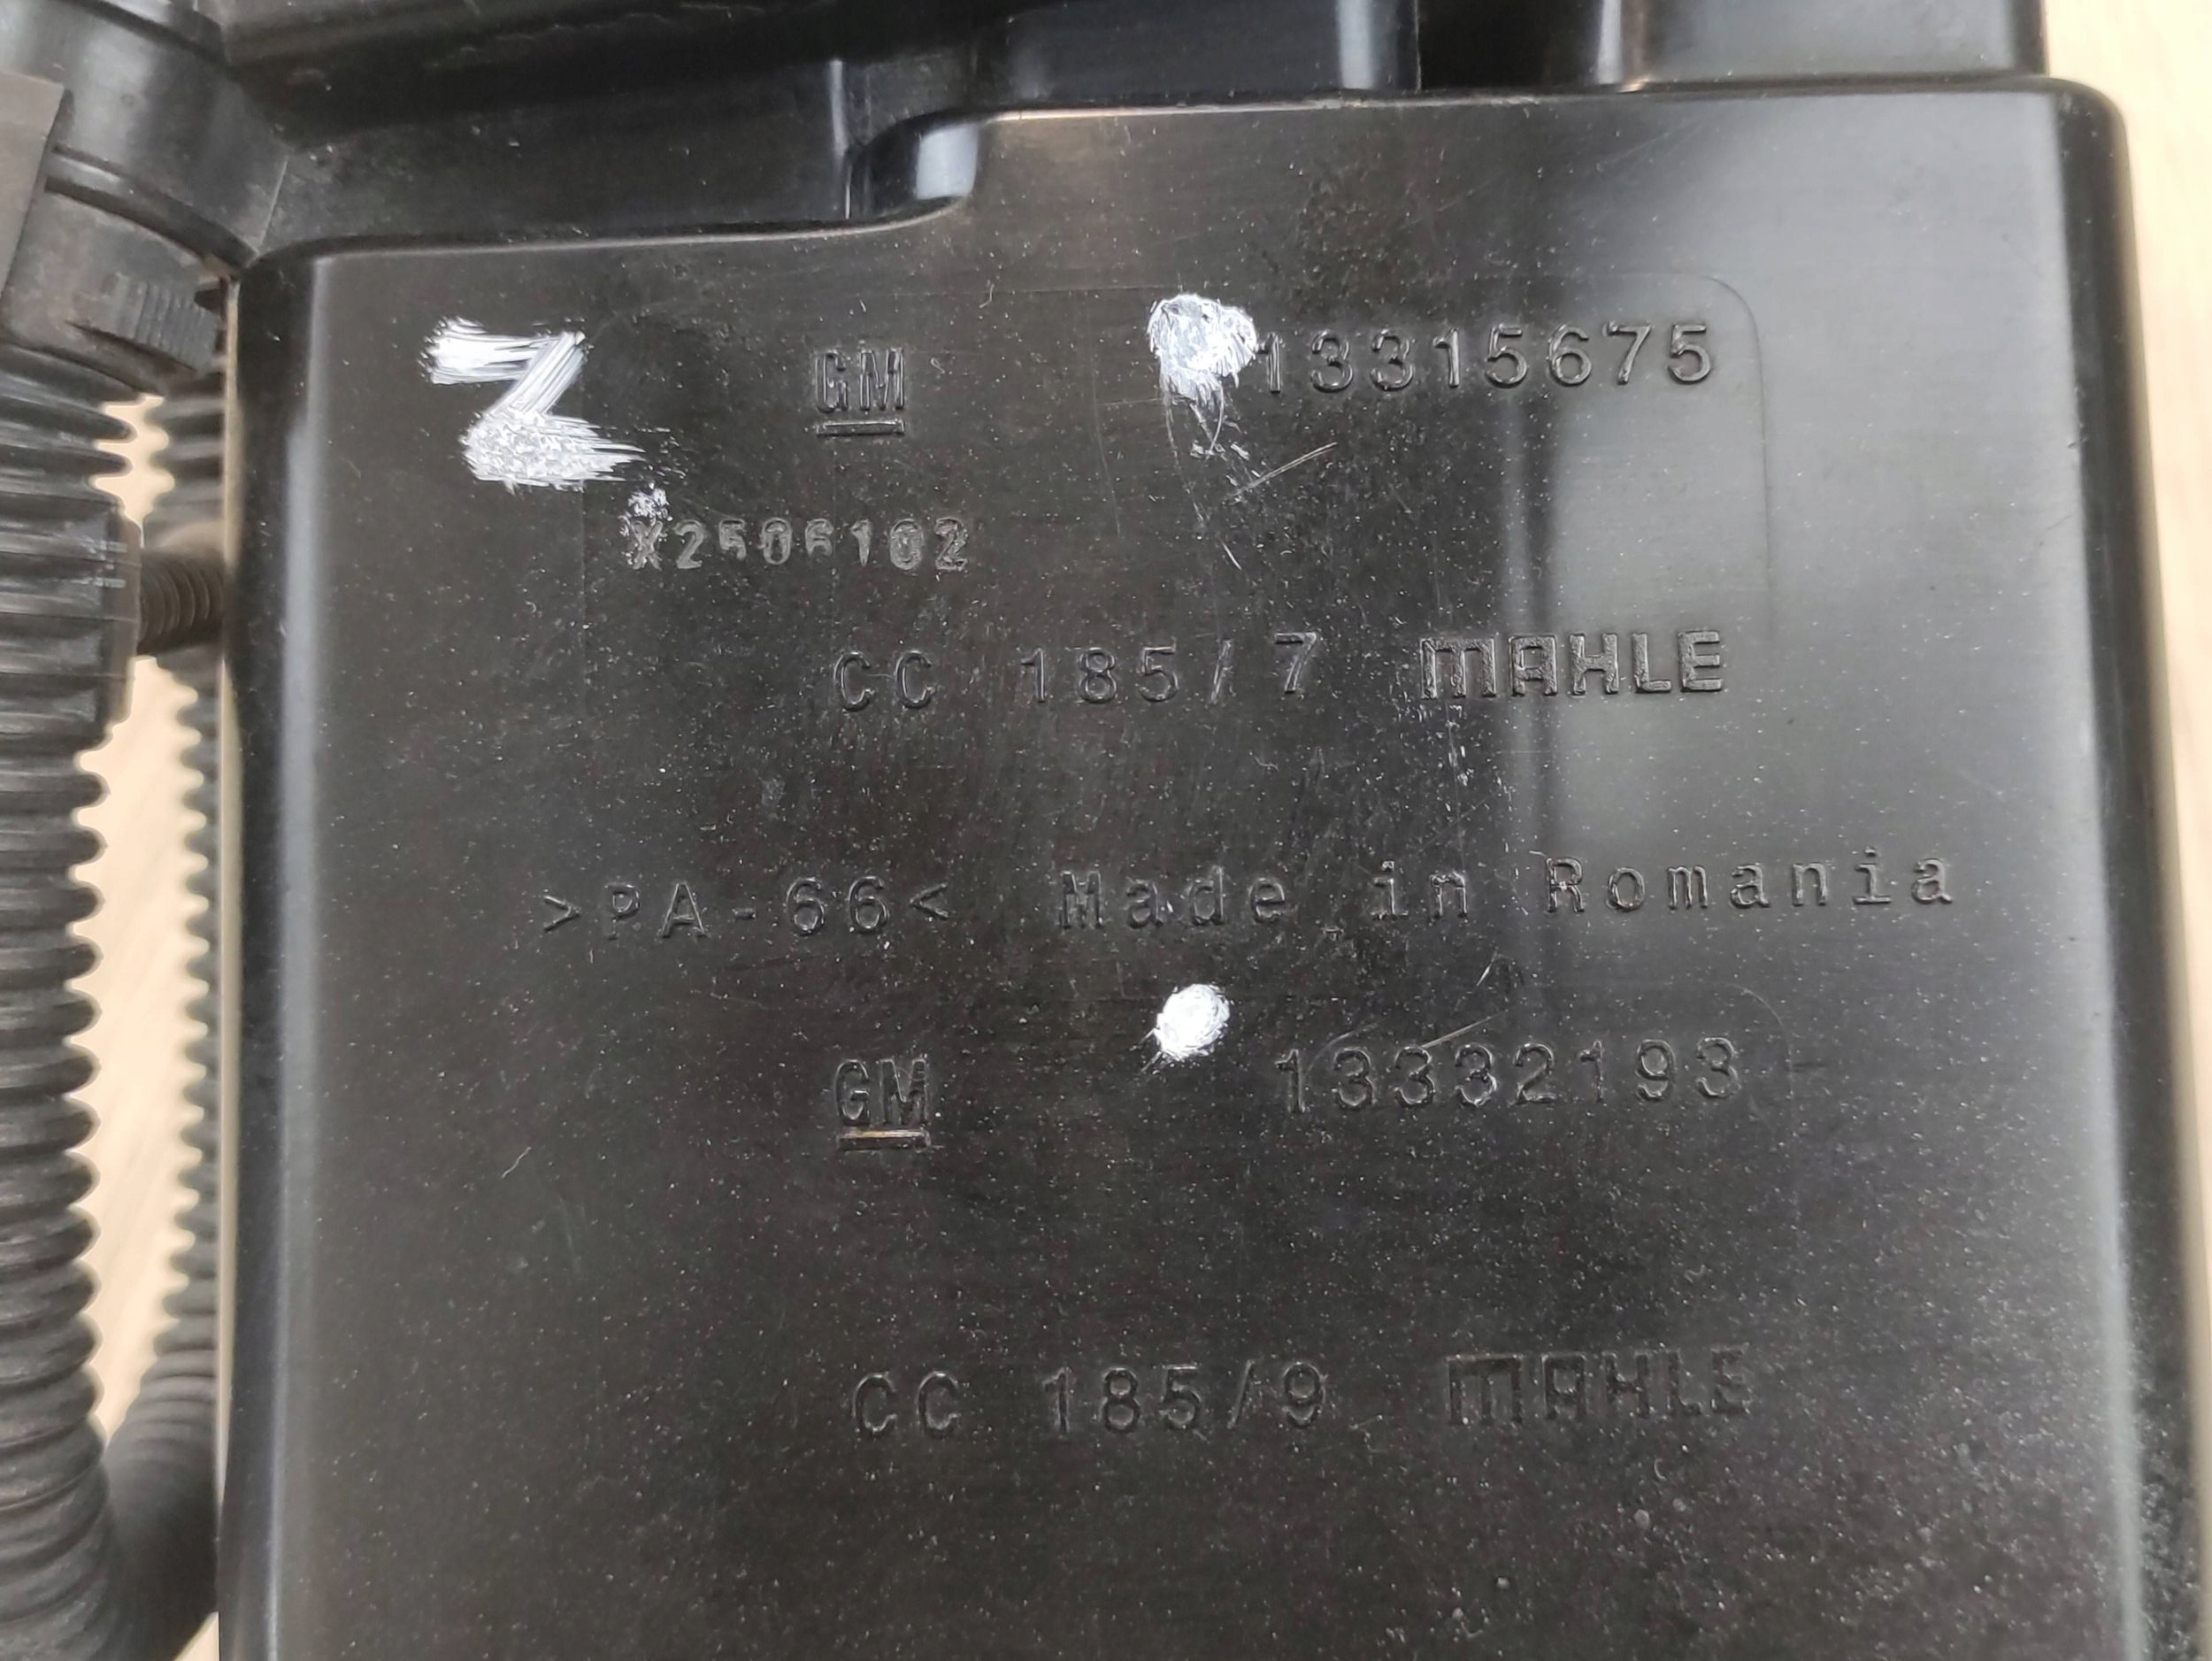 Z
GM 13315675
X2506102
CC 185/7 MAHLE
>PA-66< Made in Romania
GM 13332193
CC 185/9 MAHLE